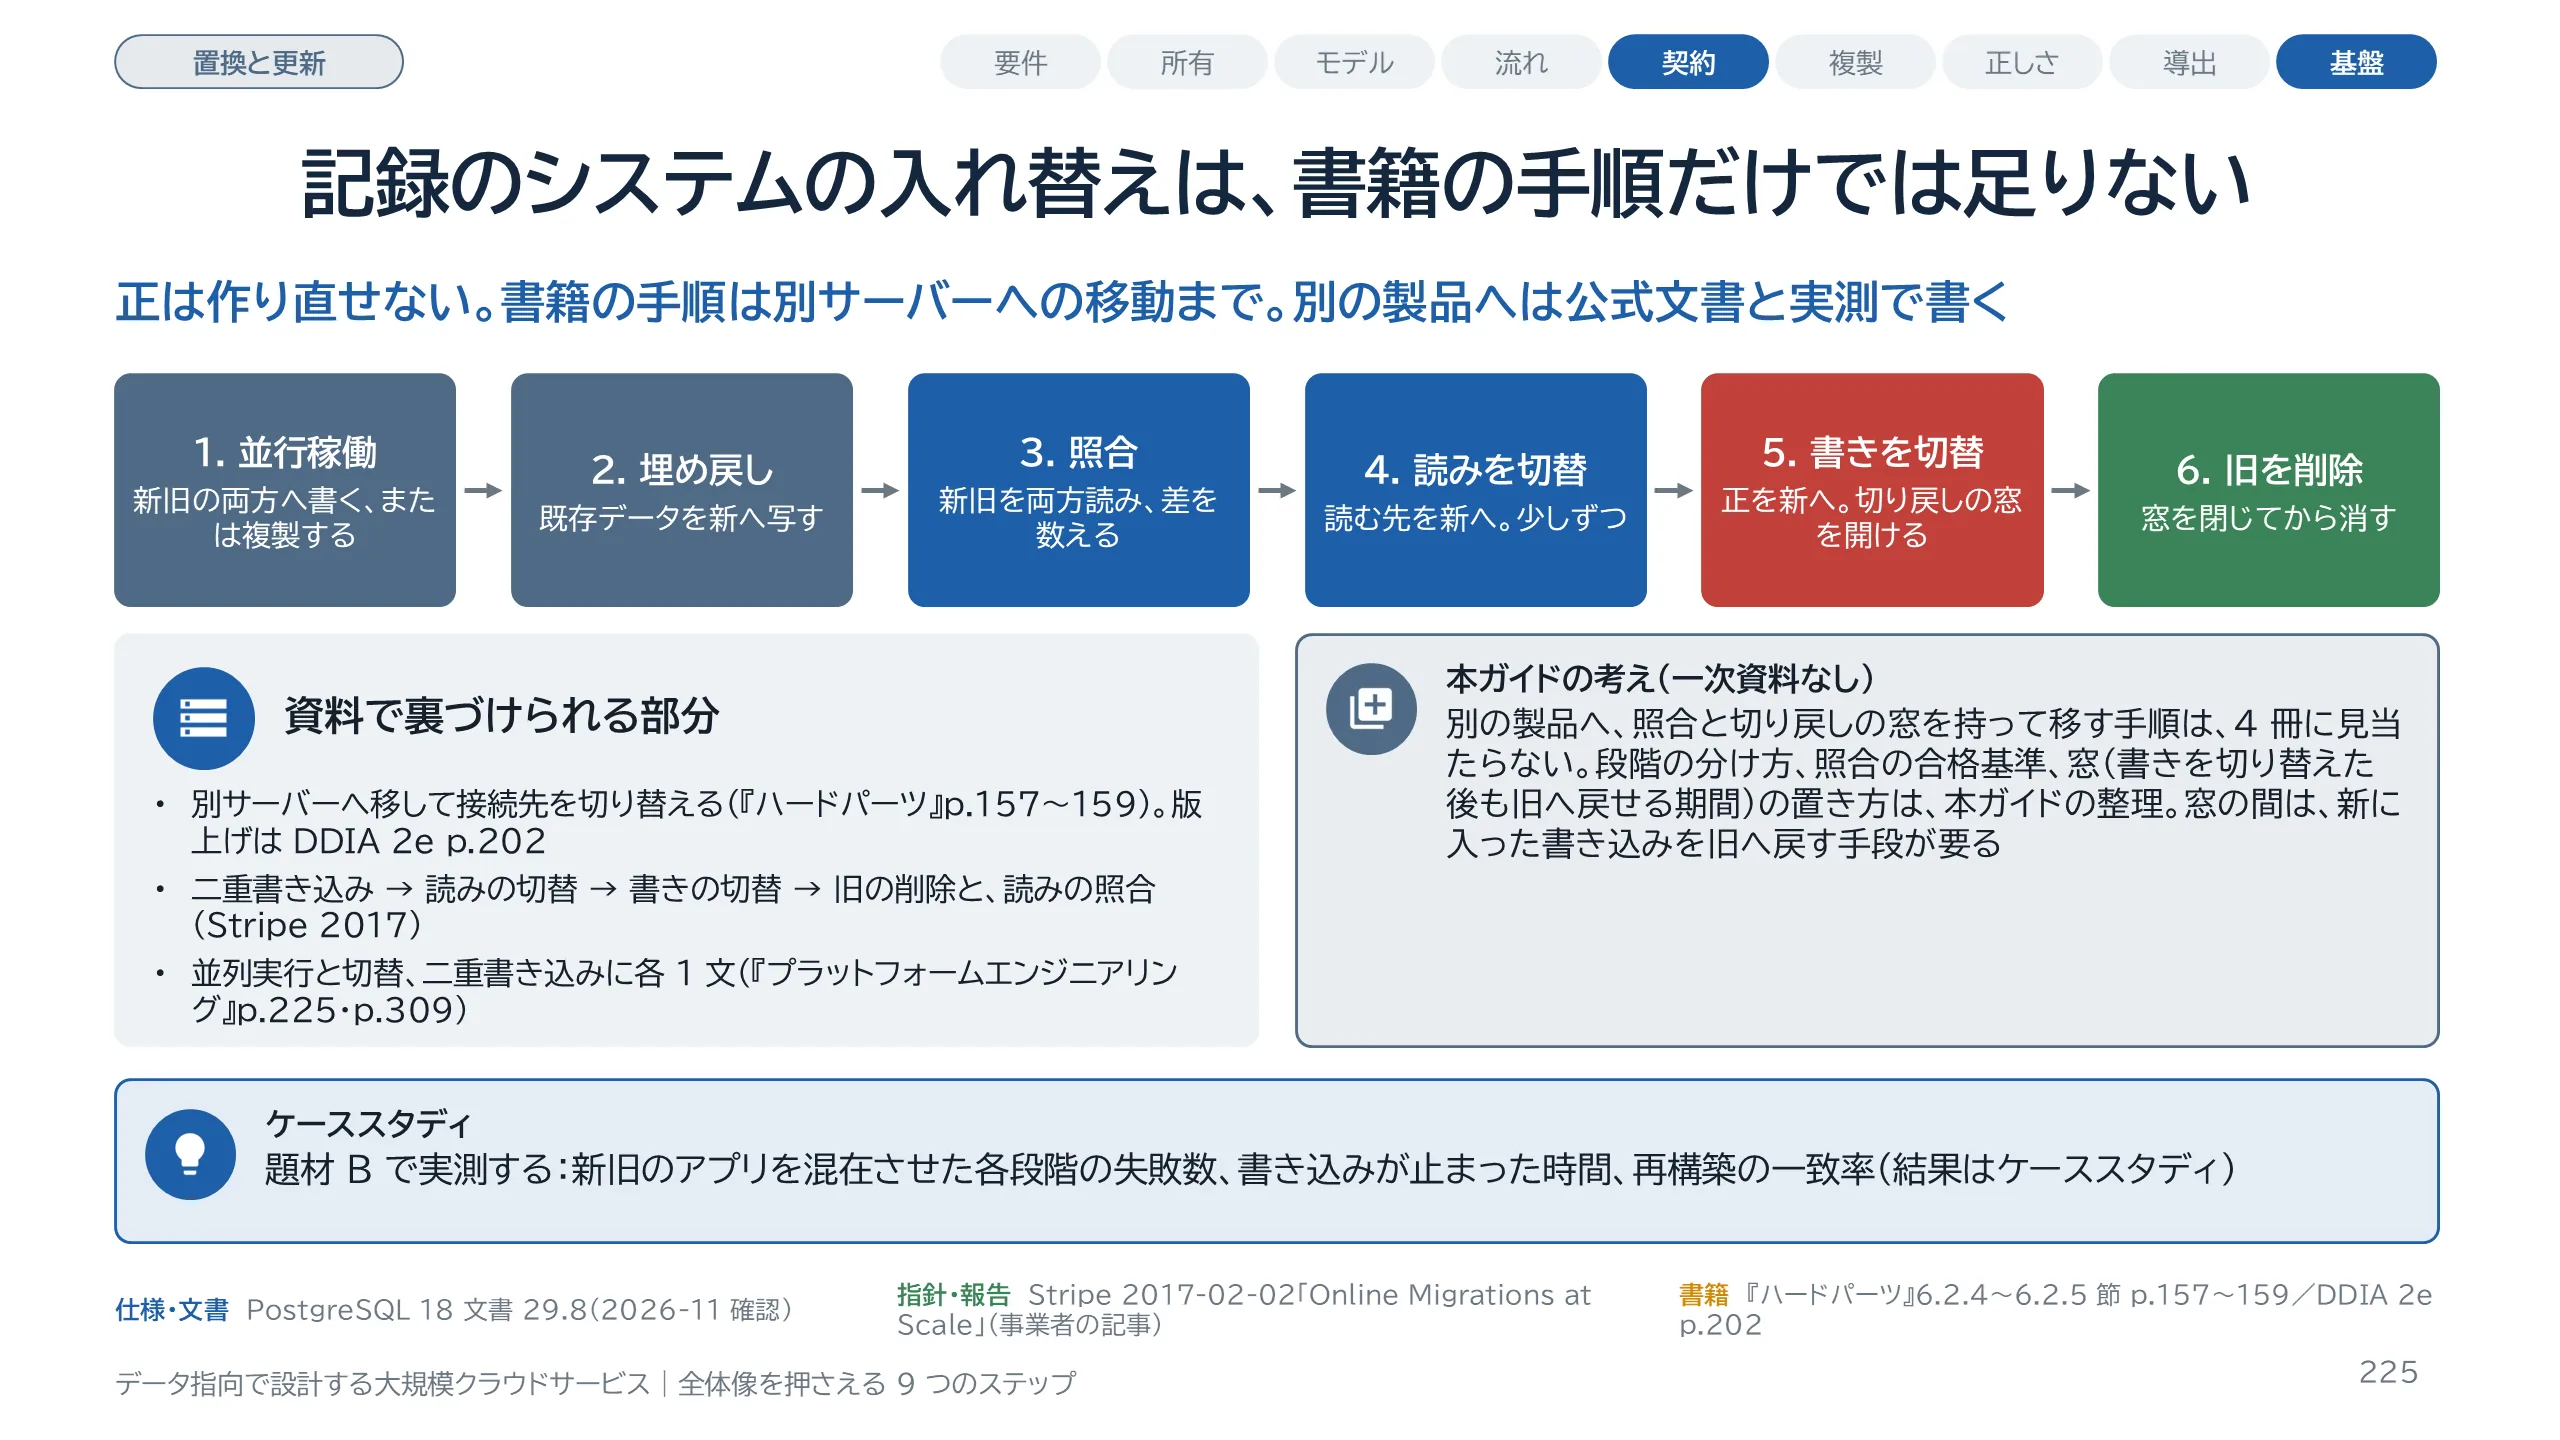 置換と更新
要件
所有
モデル
流れ
契約
複製
正しさ
導出
基盤
記録のシステムの入れ替えは、書籍の手順だけでは足りない
正は作り直せない。書籍の手順は別サーバーへの移動まで。別の製品へは公式文書と実測で書く
1. 並行稼働
新旧の両方へ書く、また
は複製する
2. 埋め戻し
既存データを新へ写す
3. 照合
新旧を両方読み、差を
数える
4. 読みを切替
読む先を新へ。少しずつ
5. 書きを切替
正を新へ。切り戻しの窓
を開ける
6. 旧を削除
窓を閉じてから消す
資料で裏づけられる部分
• 別サーバーへ移して接続先を切り替える（『ハードパーツ』p.157〜159）。版
上げは DDIA 2e p.202
• 二重書き込み → 読みの切替 → 書きの切替 → 旧の削除と、読みの照合
（Stripe 2017）
• 並列実行と切替、二重書き込みに各 1 文（『プラットフォームエンジニアリン
グ』p.225・p.309）
本ガイドの考え（一次資料なし）
別の製品へ、照合と切り戻しの窓を持って移す手順は、4 冊に見当
たらない。段階の分け方、照合の合格基準、窓（書きを切り替えた
後も旧へ戻せる期間）の置き方は、本ガイドの整理。窓の間は、新に
入った書き込みを旧へ戻す手段が要る
ケーススタディ
題材 B で実測する：新旧のアプリを混在させた各段階の失敗数、書き込みが止まった時間、再構築の一致率（結果はケーススタディ）
仕様・文書 PostgreSQL 18 文書 29.8（2026-11 確認）
指針・報告 Stripe 2017-02-02「Online Migrations at
Scale」（事業者の記事）
書籍 『ハードパーツ』6.2.4〜6.2.5 節 p.157〜159／DDIA 2e
p.202
データ指向で設計する大規模クラウドサービス｜全体像を押さえる 9 つのステップ
225